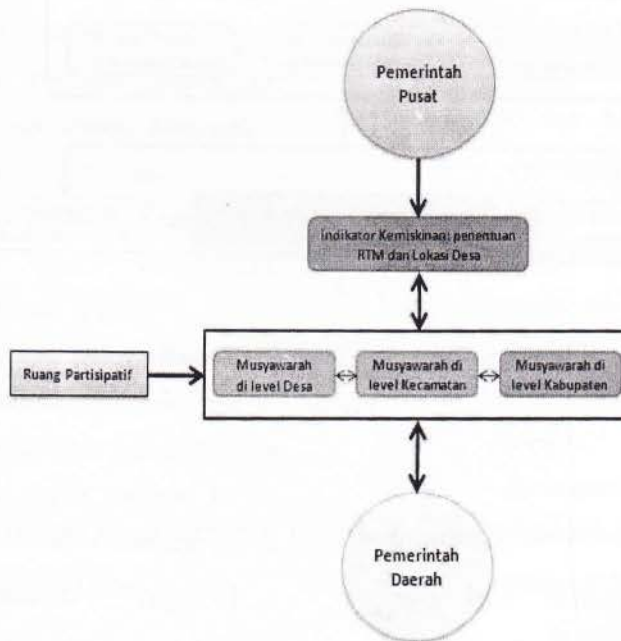 Pemerintah
Pusat
Indikator Kemiskinan; penentuan
RTM dan Lokasi Desa
Ruang Partisipatif
Musyawarah
di level Desa
Musyawarah di
level Kecamatan
Musyawarah di
level Kabupaten
Pemerintah
Daerah